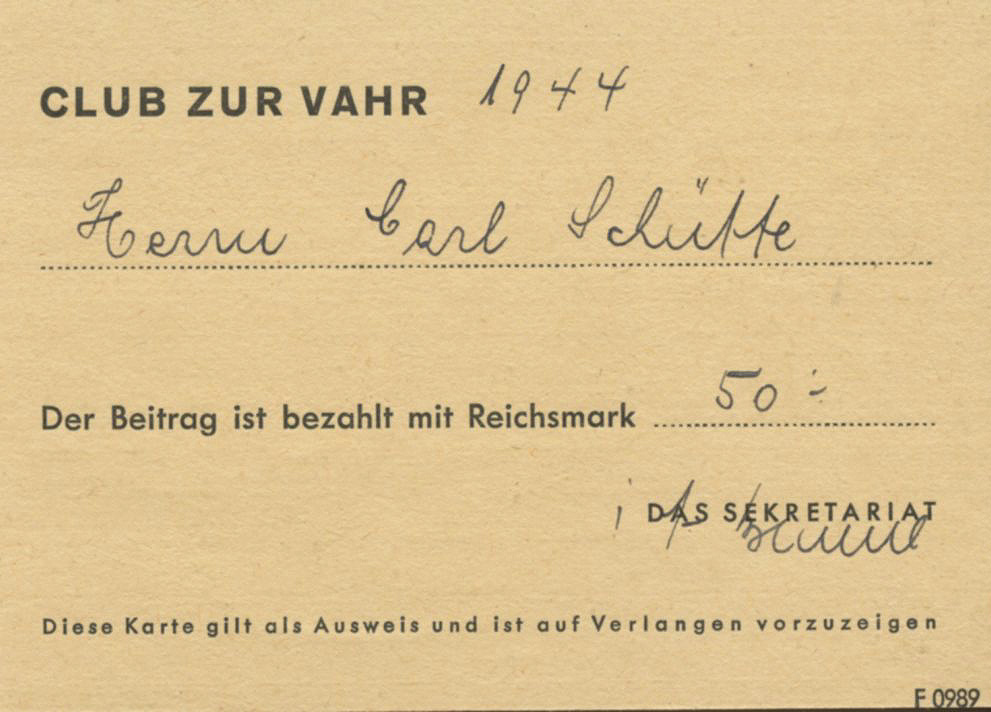 CLUB ZUR VAHR 1944
Herrn Carl Schütte
Der Beitrag ist bezahlt mit Reichsmark 50.-
DAS SEKRETARIAT
Diese Karte gilt als Ausweis und ist auf Verlangen vorzuzeigen
F 0989